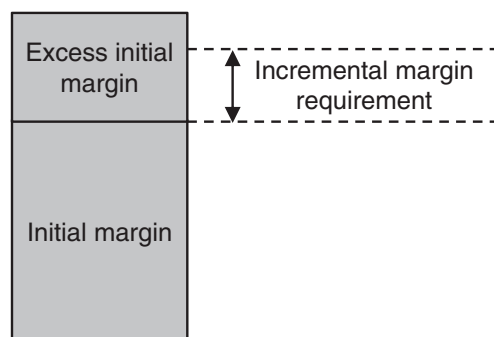 Excess initial
margin
Incremental margin
requirement
Initial margin